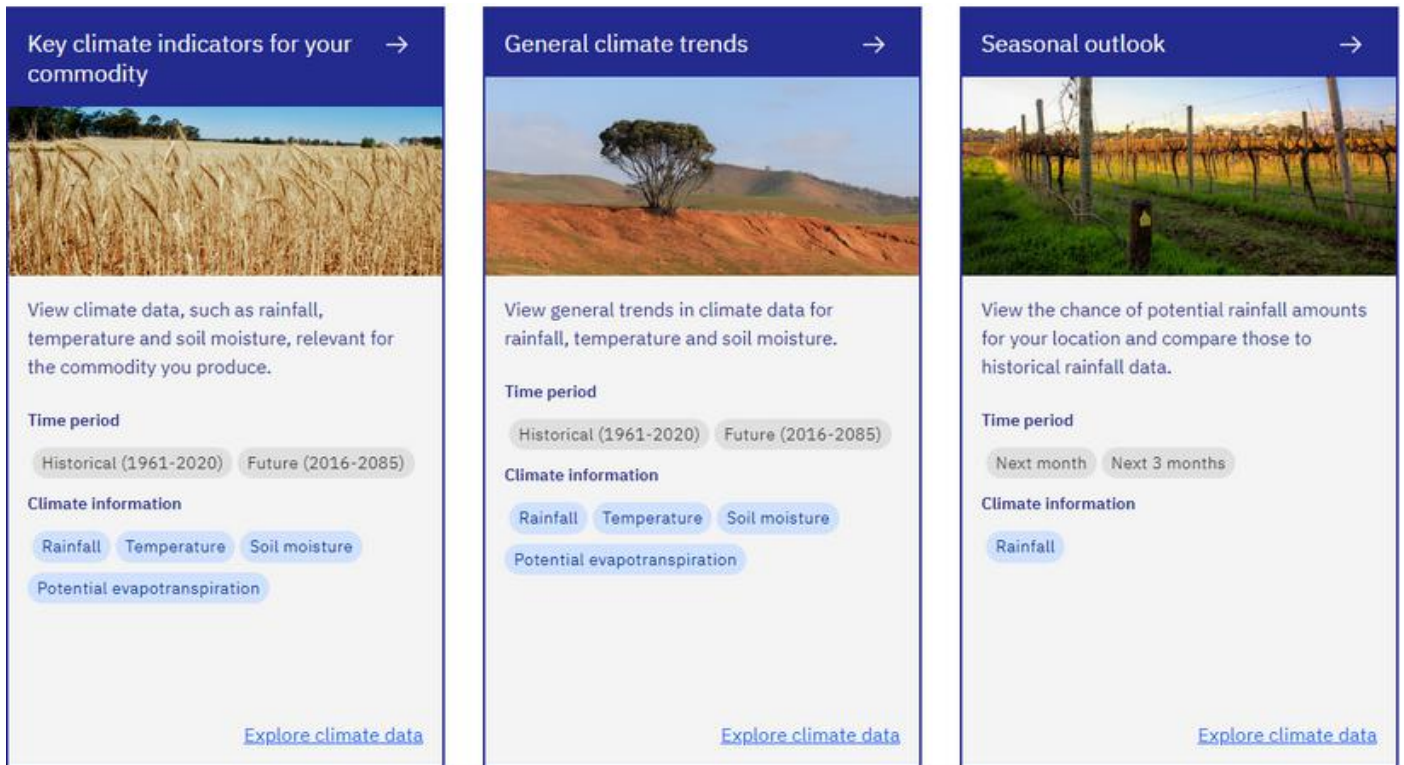 Key climate indicators for your →
commodity
View climate data, such as rainfall,
temperature and soil moisture, relevant for
the commodity you produce.
Time period
Historical (1961-2020) Future (2016-2085)
Climate information
Rainfall Temperature Soil moisture
Potential evapotranspiration
Explore climate data
General climate trends →
View general trends in climate data for
rainfall, temperature and soil moisture.
Time period
Historical (1961-2020) Future (2016-2085)
Climate information
Rainfall Temperature Soil moisture
Potential evapotranspiration
Explore climate data
Seasonal outlook →
View the chance of potential rainfall amounts
for your location and compare those to
historical rainfall data.
Time period
Next month Next 3 months
Climate information
Rainfall
Explore climate data